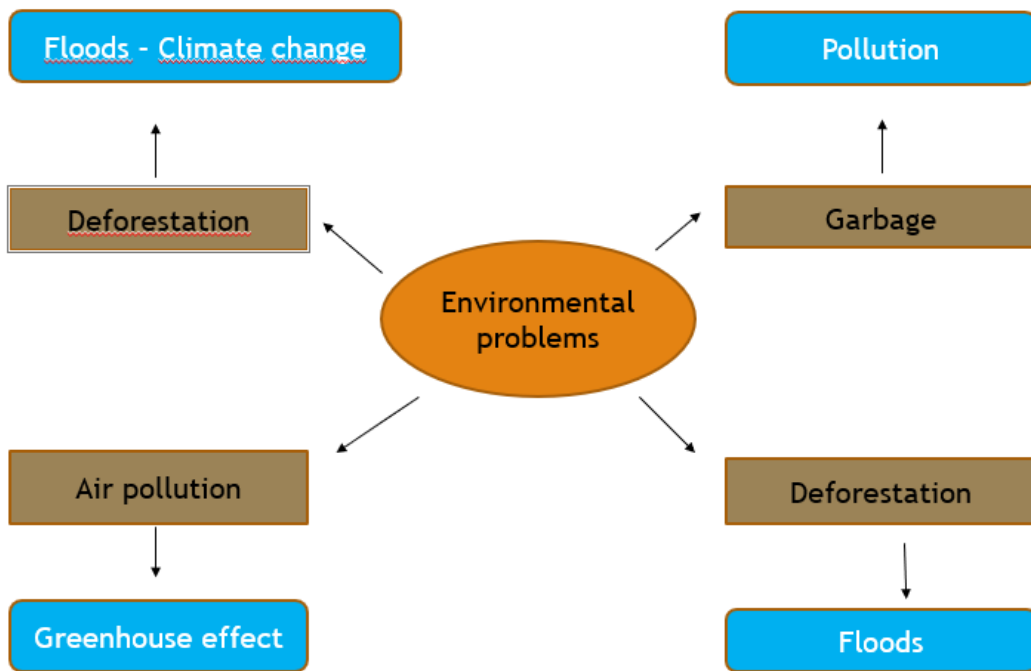 Floods - Climate change
Pollution
Deforestation
Garbage
Environmental
problems
Air pollution
Deforestation
Greenhouse effect
Floods